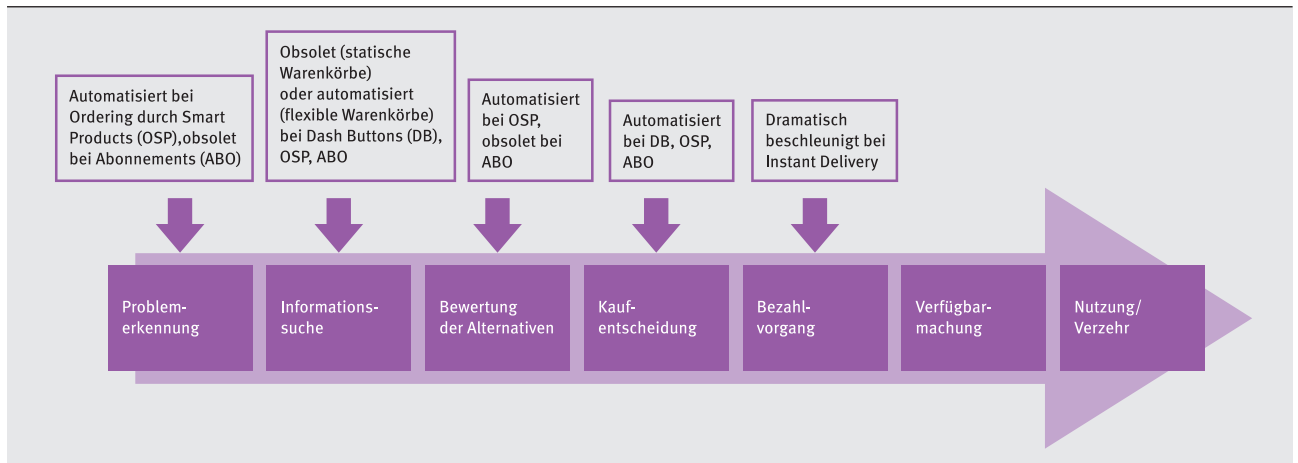 Automatisiert bei
Ordering durch Smart
Products (OSP),obsolet
bei Abonnements (ABO)
Obsolet (statische
Warenkörbe)
oder automatisiert
(flexible Warenkörbe)
bei Dash Buttons (DB),
OSP, ABO
Automatisiert
bei OSP,
obsolet bei
ABO
Automatisiert
bei DB, OSP,
ABO
Dramatisch
beschleunigt bei
Instant Delivery
Problem-
erkennung
Informations-
suche
Bewertung
der Alternativen
Kauf-
entscheidung
Bezahl-
vorgang
Verfügbar-
machung
Nutzung/
Verzehr